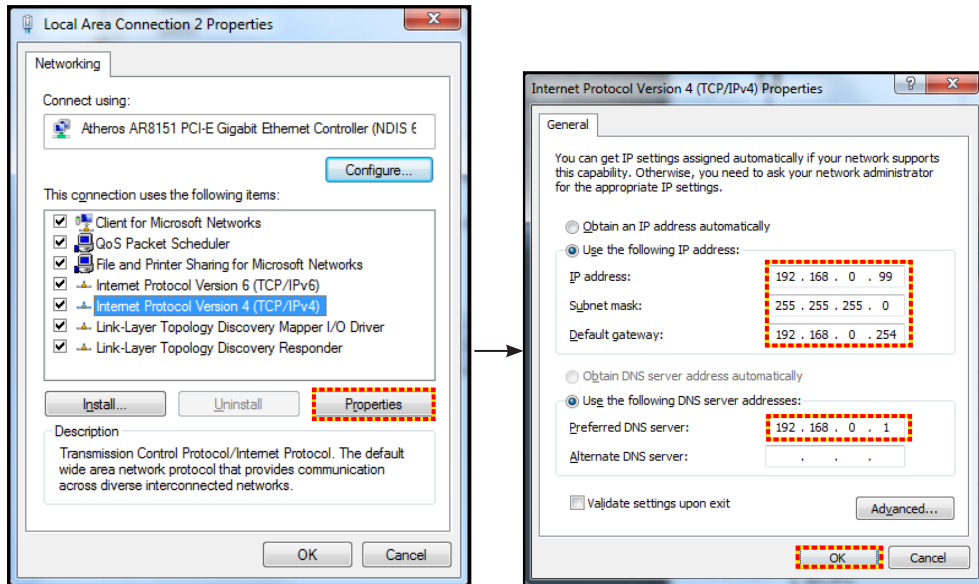 Local Area Connection 2 Properties
Networking
Connect using:
Atheros AR8151 PCI-E Gigabit Ethernet Controller (NDIS 6
Configure...
This connection uses the following items:
Client for Microsoft Networks
QoS Packet Scheduler
File and Printer Sharing for Microsoft Networks
Internet Protocol Version 6 (TCP/IPv6)
Internet Protocol Version 4 (TCP/IPv4)
Link-Layer Topology Discovery Mapper I/O Driver
Link-Layer Topology Discovery Responder
Install...
Uninstall
Properties
Description
Transmission Control Protocol/Internet Protocol. The default
wide area network protocol that provides communication
across diverse interconnected networks.
OK
Cancel
Internet Protocol Version 4 (TCP/IPv4) Properties
General
You can get IP settings assigned automatically if your network supports
this capability. Otherwise, you need to ask your network administrator
for the appropriate IP settings.
Obtain an IP address automatically
Use the following IP address:
IP address: 192 . 168 . 0 . 99
Subnet mask: 255 . 255 . 255 . 0
Default gateway: 192 . 168 . 0 . 254
Obtain DNS server address automatically
Use the following DNS server addresses:
Preferred DNS server: 192 . 168 . 0 . 1
Alternate DNS server: . . .
Validate settings upon exit
Advanced...
OK
Cancel